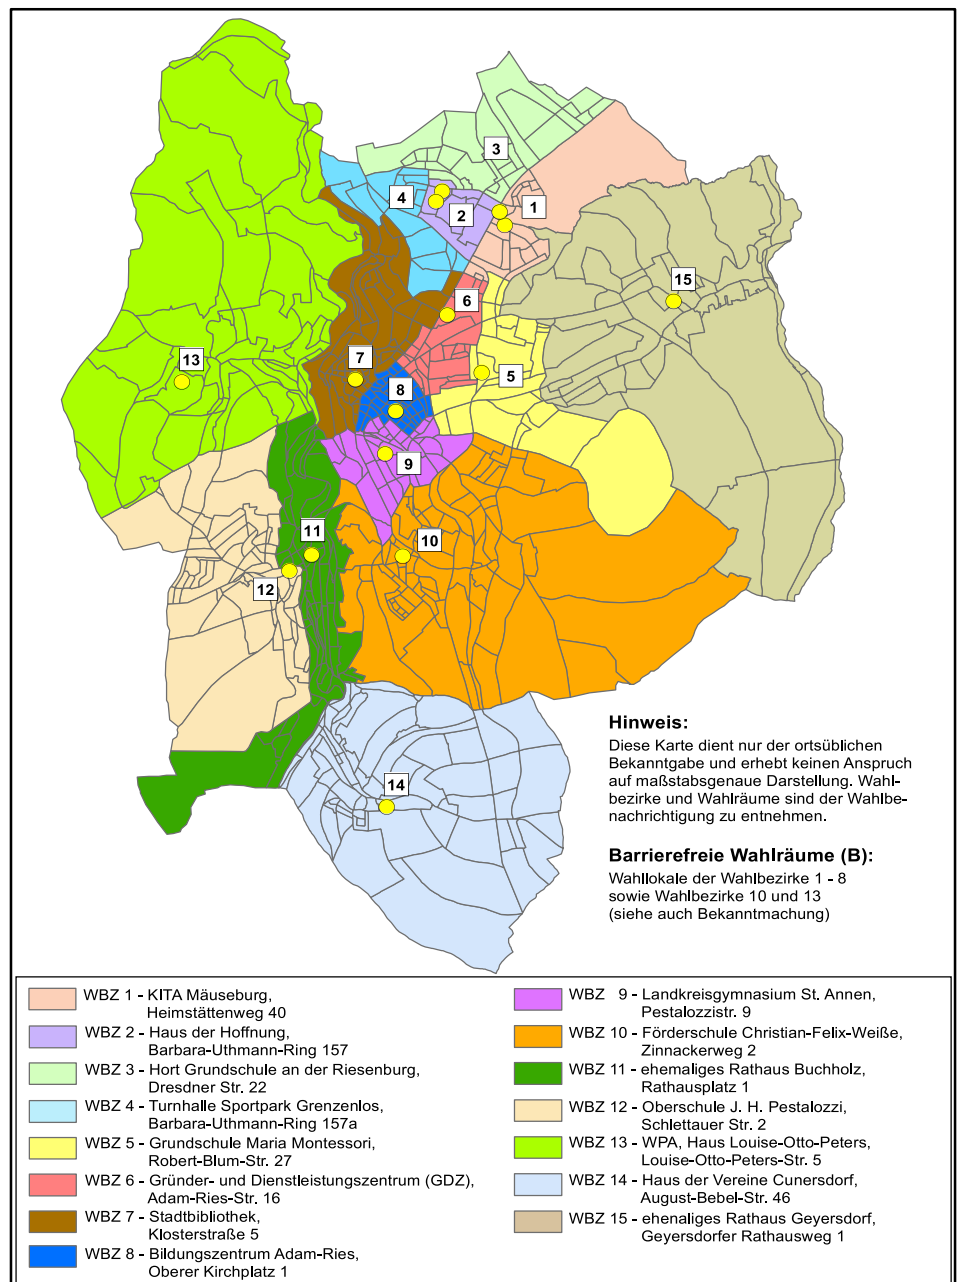 3
4
1
2
15
6
13
7
5
8
9
11
10
12
14
Hinweis:
Diese Karte dient nur der ortsüblichen
Bekanntgabe und erhebt keinen Anspruch
auf maßstabsgenaue Darstellung. Wahl-
bezirke und Wahlräume sind der Wahlbe-
nachrichtigung zu entnehmen.
Barrierefreie Wahlräume (B):
Wahllokale der Wahlbezirke 1 - 8
sowie Wahlbezirke 10 und 13
(siehe auch Bekanntmachung)
WBZ 1 - KITA Mäuseburg,
Heimstättenweg 40
WBZ 2 - Haus der Hoffnung,
Barbara-Uthmann-Ring 157
WBZ 3 - Hort Grundschule an der Riesenburg,
Dresdner Str. 22
WBZ 4 - Turnhalle Sportpark Grenzenlos,
Barbara-Uthmann-Ring 157a
WBZ 5 - Grundschule Maria Montessori,
Robert-Blum-Str. 27
WBZ 6 - Gründer- und Dienstleistungszentrum (GDZ),
Adam-Ries-Str. 16
WBZ 7 - Stadtbibliothek,
Klosterstraße 5
WBZ 8 - Bildungszentrum Adam-Ries,
Oberer Kirchplatz 1
WBZ 9 - Landkreisgymnasium St. Annen,
Pestalozzistr. 9
WBZ 10 - Förderschule Christian-Felix-Weiße,
Zinnackerweg 2
WBZ 11 - ehemaliges Rathaus Buchholz,
Rathausplatz 1
WBZ 12 - Oberschule J. H. Pestalozzi,
Schlettauer Str. 2
WBZ 13 - WPA, Haus Louise-Otto-Peters,
Louise-Otto-Peters-Str. 5
WBZ 14 - Haus der Vereine Cunersdorf,
August-Bebel-Str. 46
WBZ 15 - ehenaliges Rathaus Geyersdorf,
Geyersdorfer Rathausweg 1